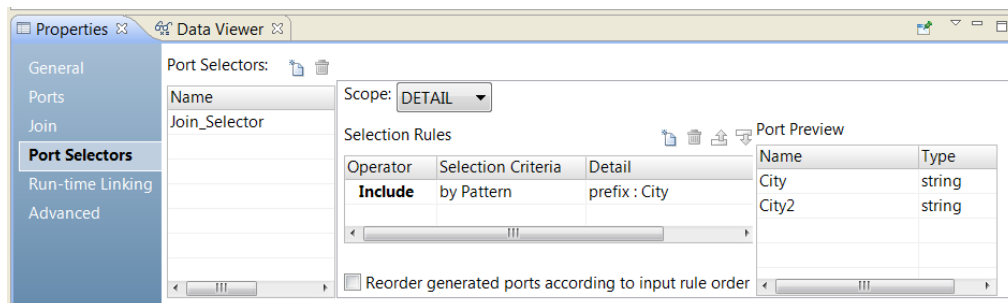 Properties Data Viewer
General
Ports
Join
Port Selectors
Run-time Linking
Advanced
Port Selectors:
Name
Join_Selector
Scope: DETAIL
Selection Rules
Operator Selection Criteria Detail
Include by Pattern prefix : City
Reorder generated ports according to input rule order
Port Preview
Name Type
City string
City2 string